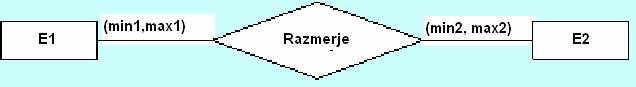 E1
(min1,max1)
Razmerje
(min2, max2)
E2